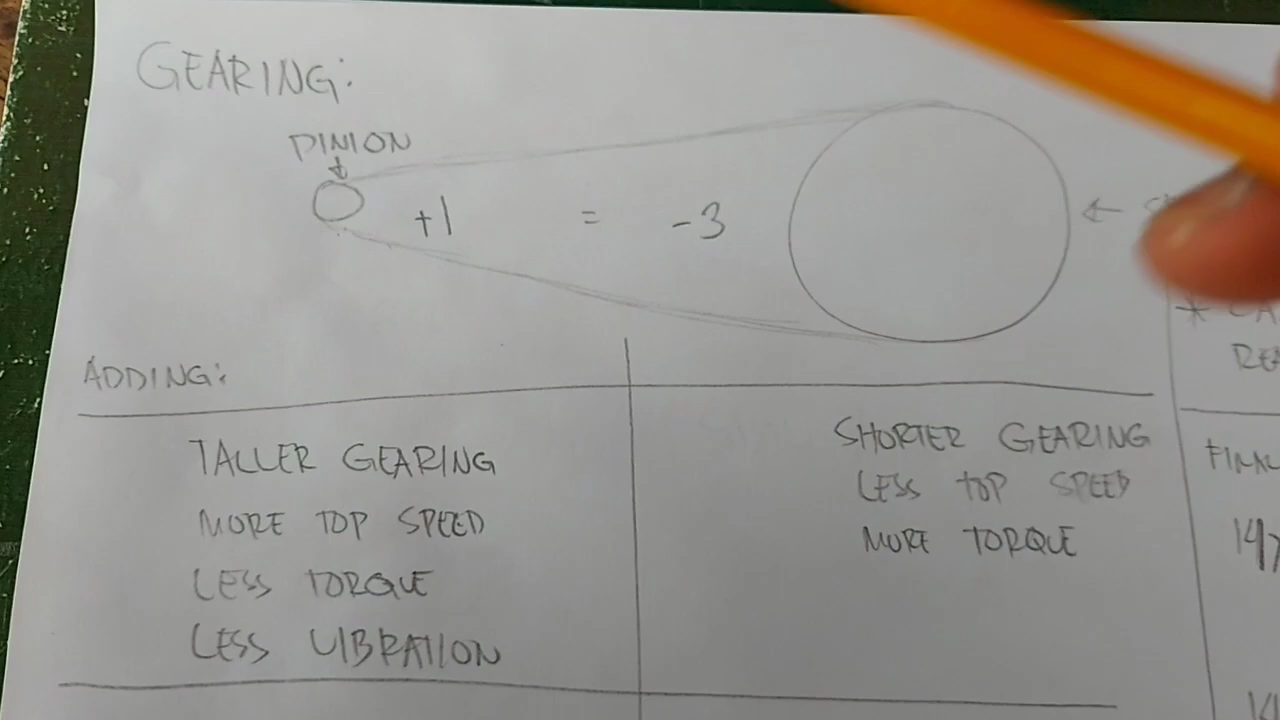 GEARING:
PINION
+1 = -3
ADDING:
TALLER GEARING
MORE TOP SPEED
LESS TORQUE
LESS VIBRATION
SHORTER GEARING
LESS TOP SPEED
MORE TORQUE